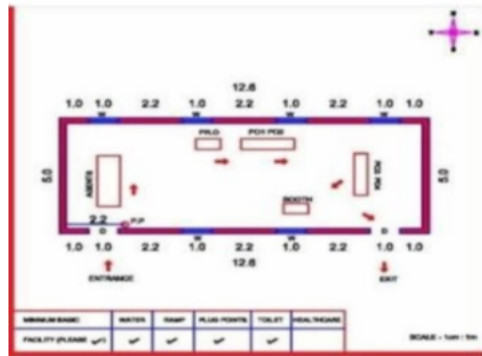 12.6
1.0 1.0 2.2 1.0 2.2 1.0 2.2 1.0 1.0
W W W W
PO1 PO2
5.0
AGENTS
5.0
BOOTH
2.2 P.P
D W W D
1.0 1.0 2.2 1.0 2.2 1.0 2.2 1.0 1.0
ENTRANCE 12.6 EXIT
MINIMUM BASIC WATER RAMP PLUG POINTS TOILET HEALTHCARE
FACILITY (PLEASE ✓) ✓ ✓ ✓ ✓
SCALE - 1cm : 1m